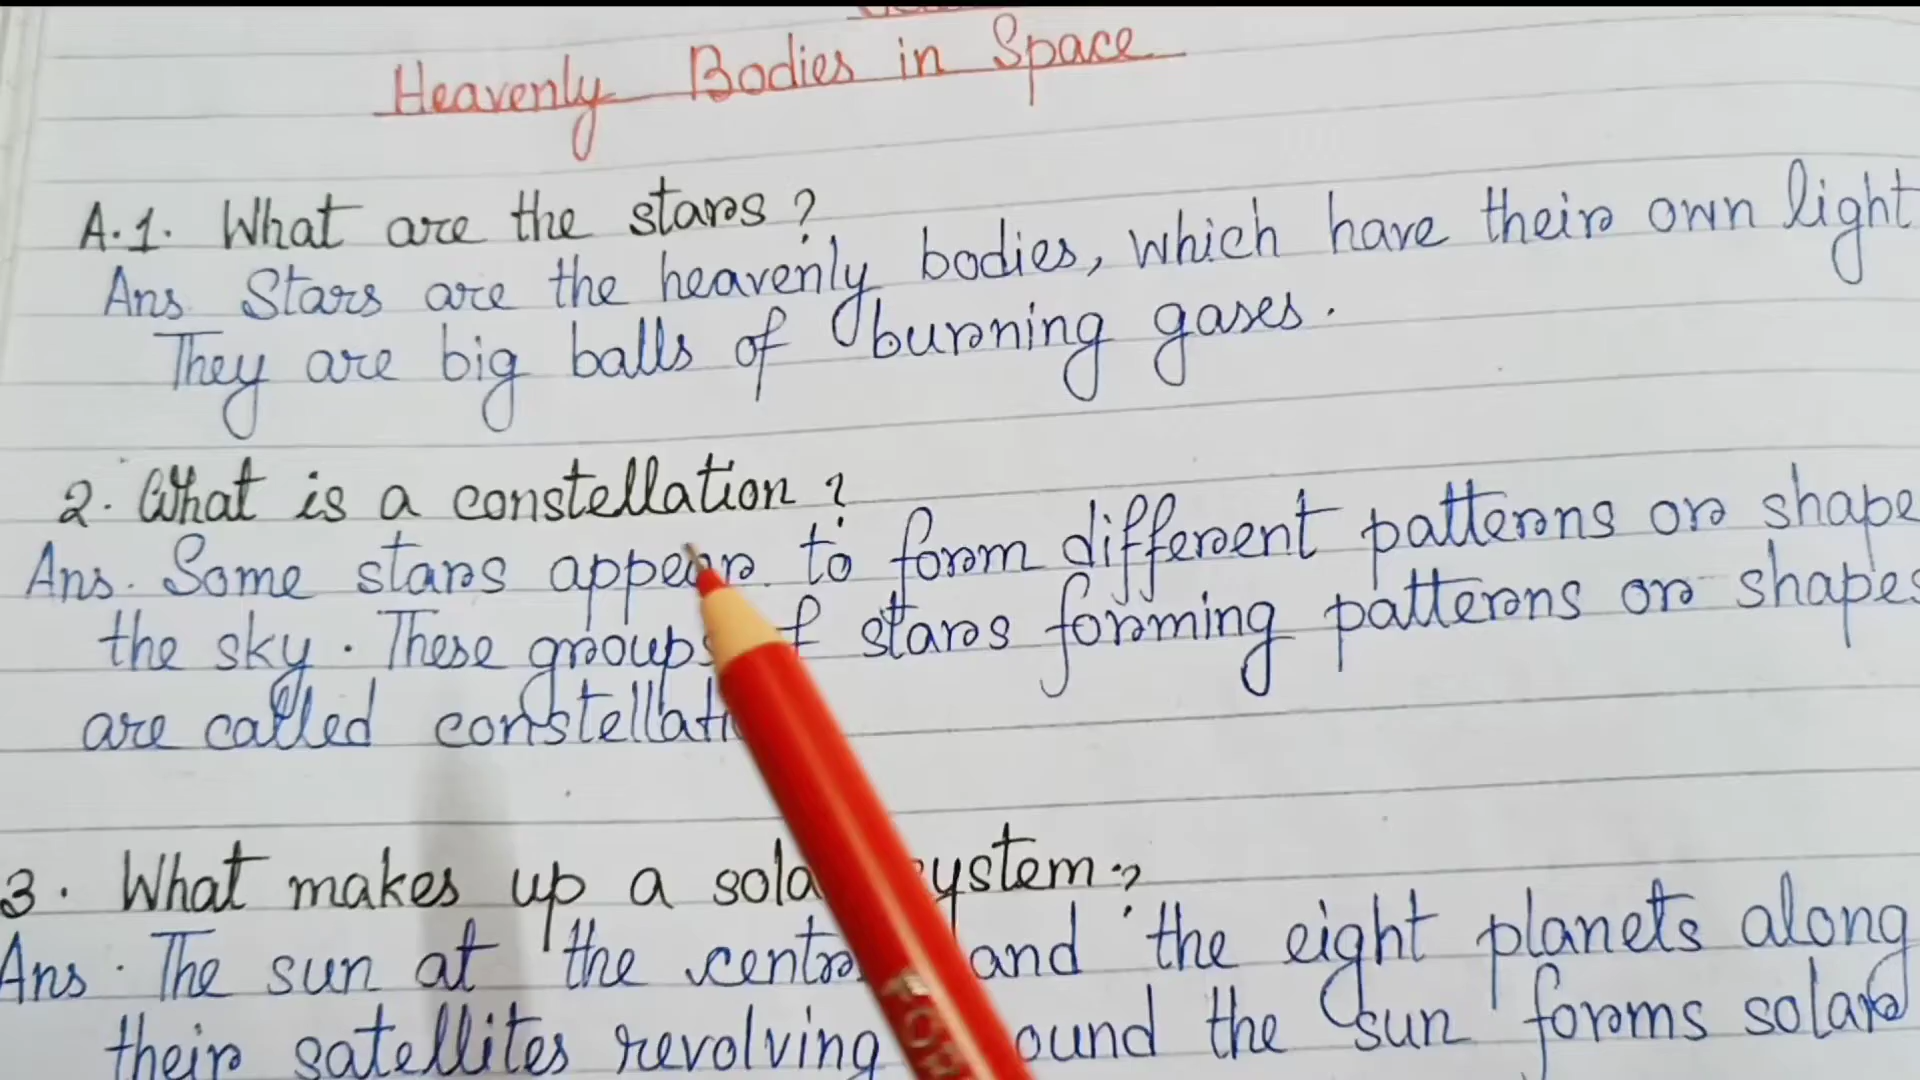 Heavenly Bodies in Space
A.1. What are the stars?
Ans. Stars are the heavenly bodies, which have their own light
They are big balls of burning gases.
2. What is a constellation?
Ans. Some stars appear to form different patterns or shape
the sky. These groups stars forming patterns or shapes
are called
3. What makes up a
Ans. The sun at the and the eight planets along
their satellites revolving the sun forms solar